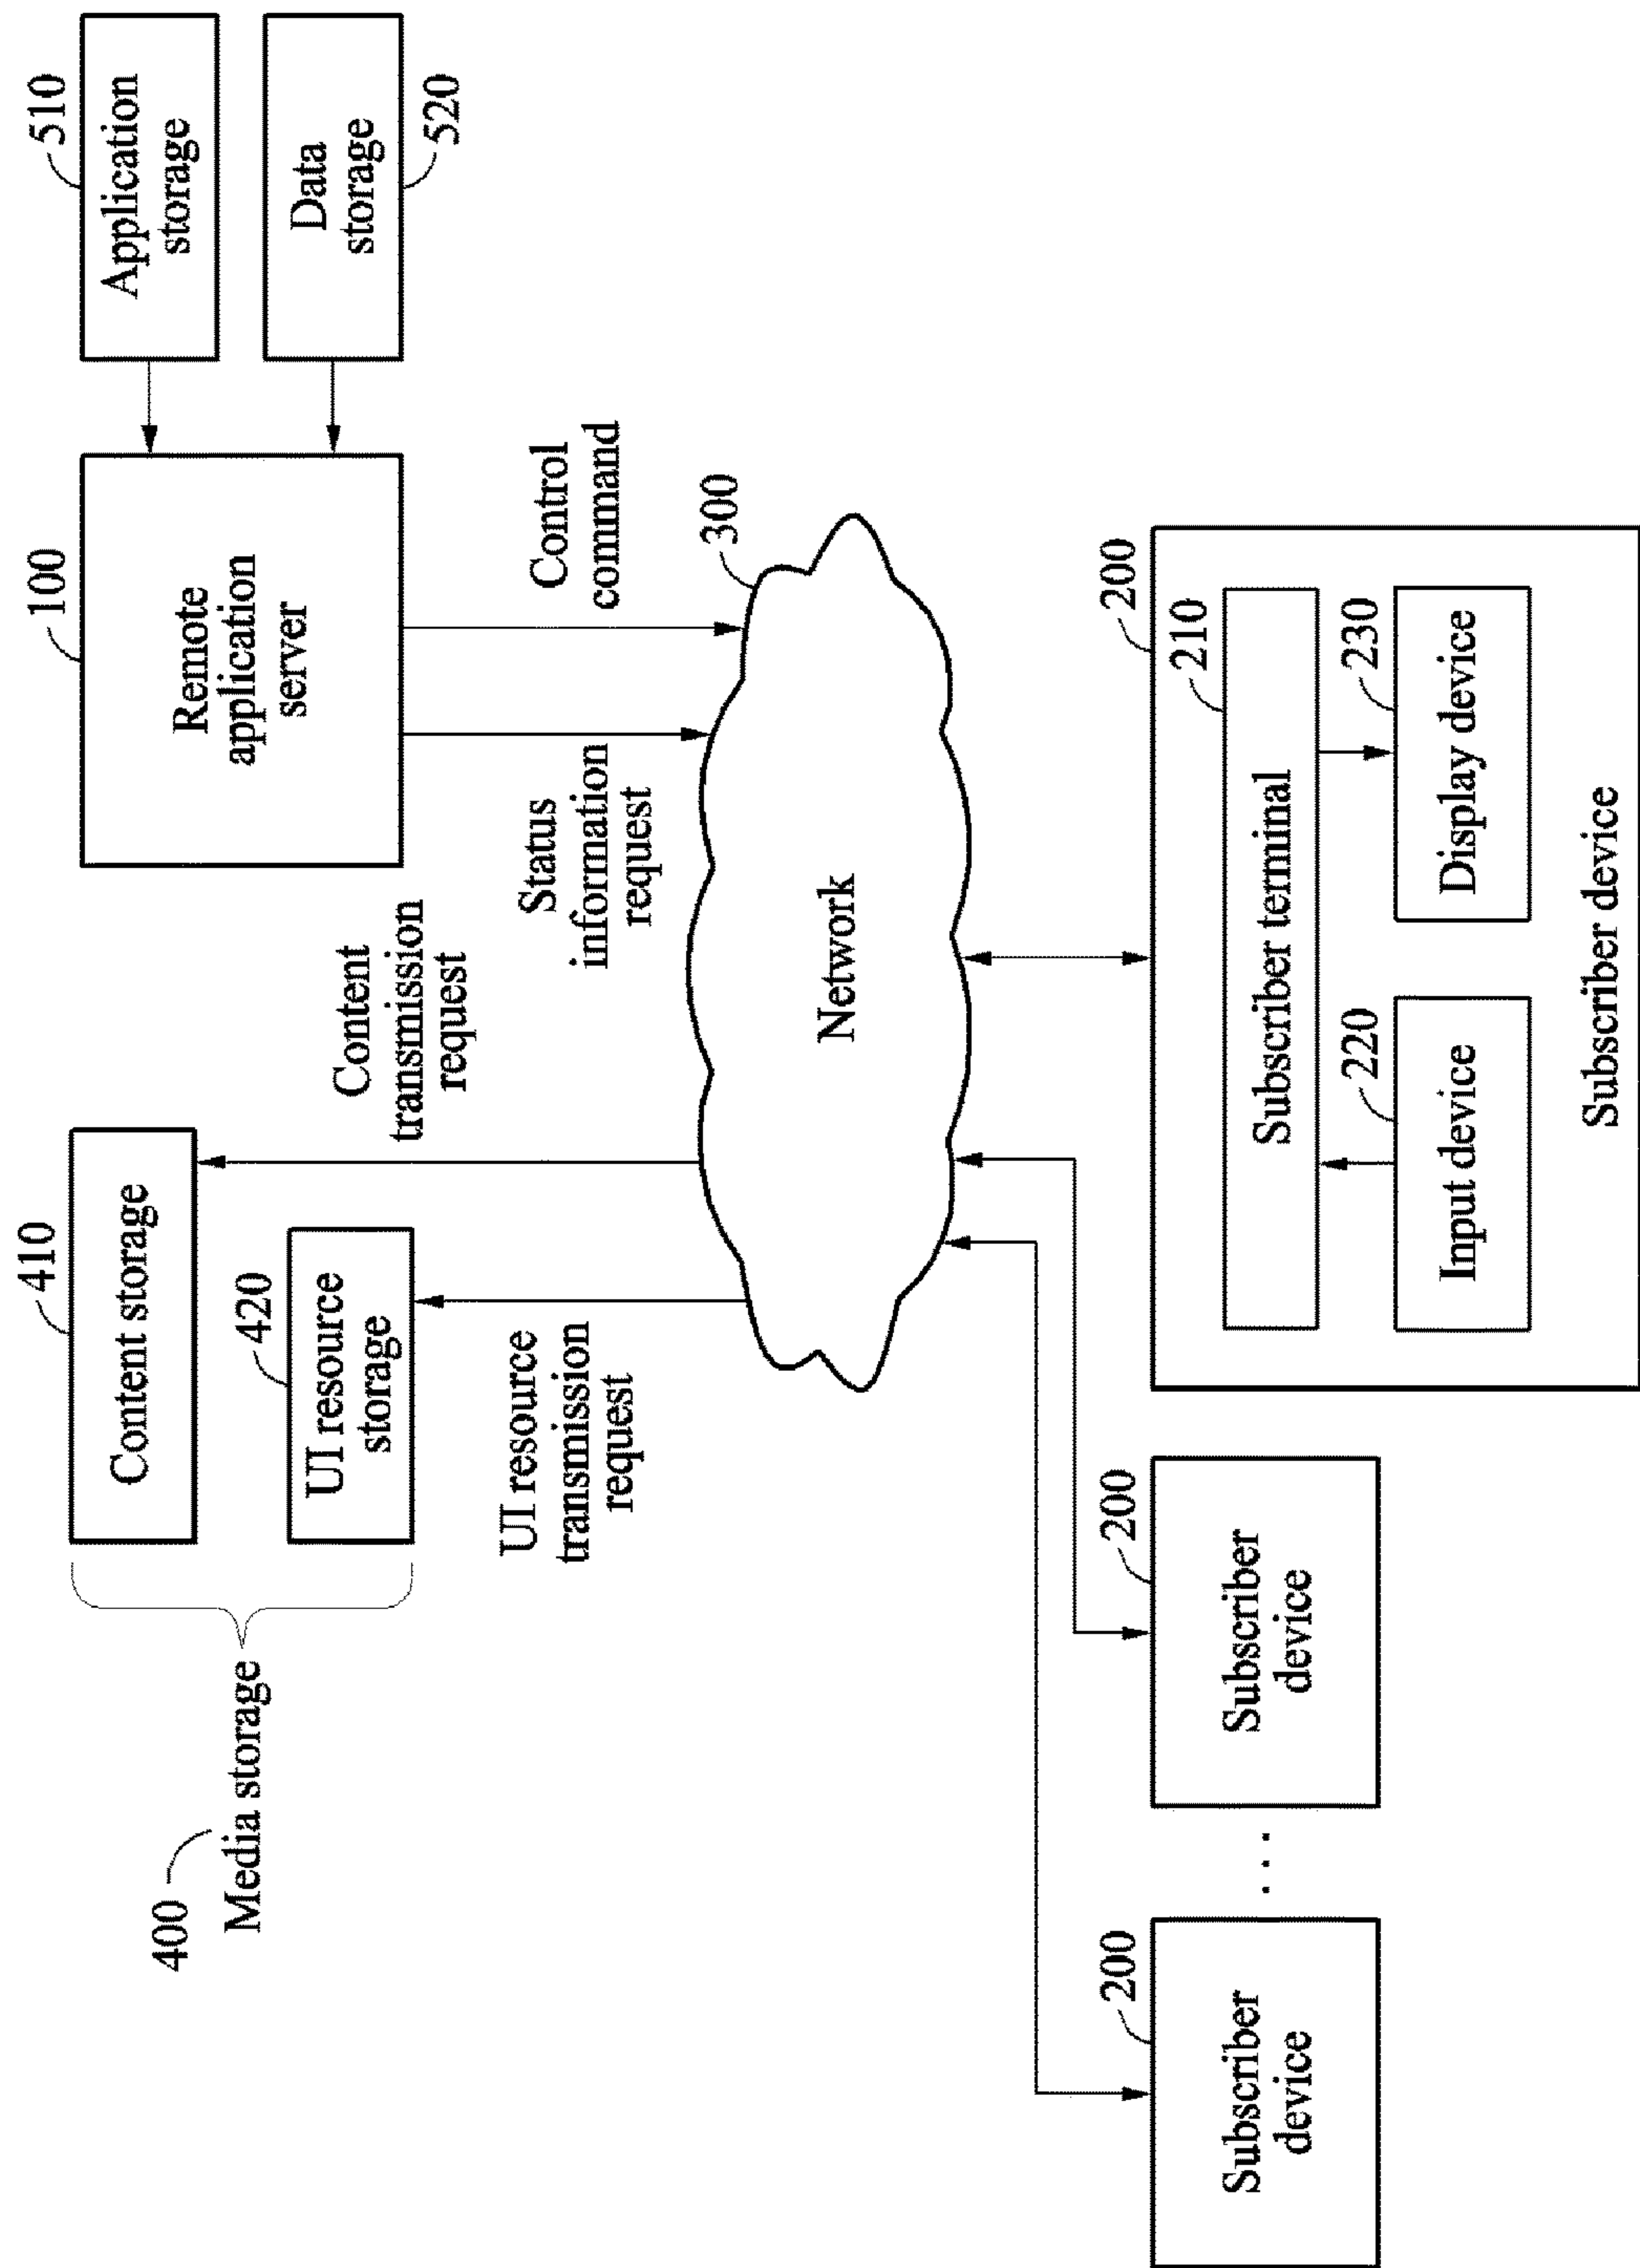 400
Media storage
410
Content storage
420
UI resource
storage
UI resource
transmission
request
Content
transmission
request
100
Remote
application
server
Status
information
request
Control
command
510
Application
storage
Data
storage
520
300
Network
200
Subscriber
device
. . .
200
Subscriber
device
200
210
Subscriber terminal
220
Input device
230
Display device
Subscriber device